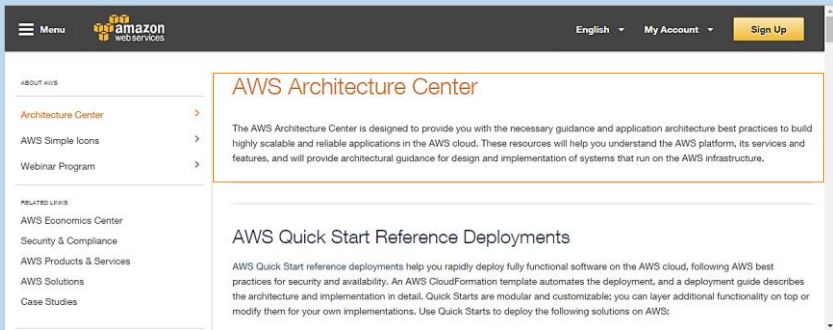 Menu
amazon
webservices
English
My Account
Sign Up
ABOUT AWS
Architecture Center
AWS Simple Icons
Webinar Program
RELATED LINKS
AWS Economics Center
Security & Compliance
AWS Products & Services
AWS Solutions
Case Studies
AWS Architecture Center
The AWS Architecture Center is designed to provide you with the necessary guidance and application architecture best practices to build
highly scalable and reliable applications in the AWS cloud. These resources will help you understand the AWS platform, its services and
features, and will provide architectural guidance for design and implementation of systems that run on the AWS infrastructure.
AWS Quick Start Reference Deployments
AWS Quick Start reference deployments help you rapidly deploy fully functional software on the AWS cloud, following AWS best
practices for security and availability. An AWS CloudFormation template automates the deployment, and a deployment guide describes
the architecture and implementation in detail. Quick Starts are modular and customizable; you can layer additional functionality on top or
modify them for your own implementations. Use Quick Starts to deploy the following solutions on AWS: